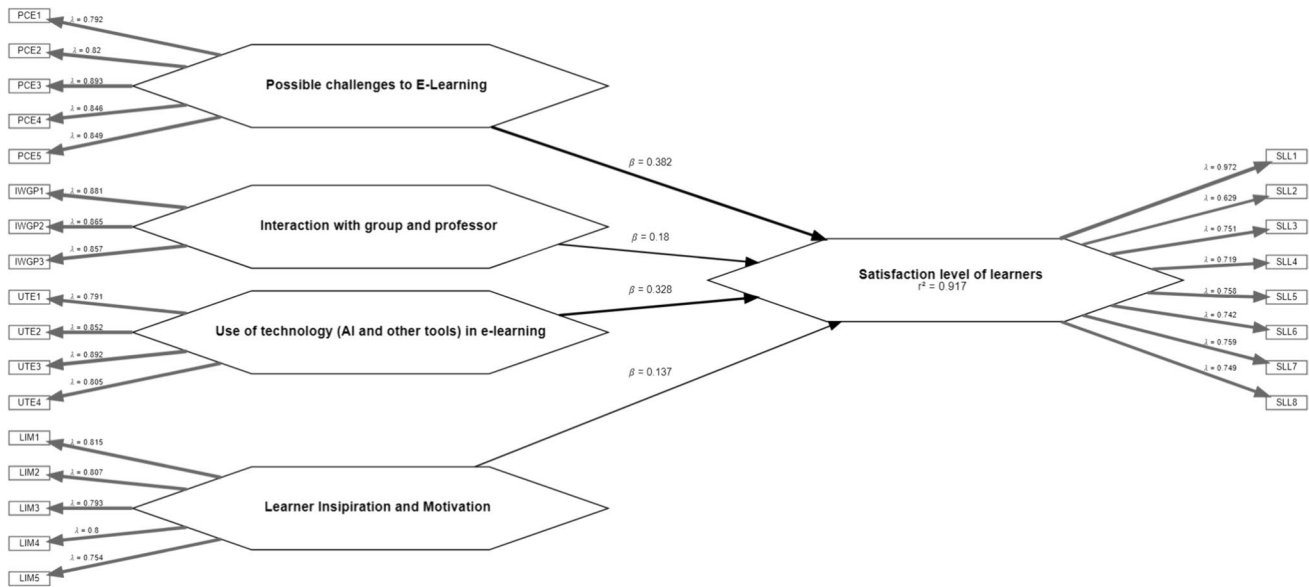 PCE1
λ = 0.792
PCE2
λ = 0.82
PCE3
λ = 0.893
PCE4
λ = 0.846
PCE5
λ = 0.849
Possible challenges to E-Learning
β = 0.382
IWGP1
λ = 0.881
IWGP2
λ = 0.865
IWGP3
λ = 0.857
Interaction with group and professor
β = 0.18
UTE1
λ = 0.791
UTE2
λ = 0.852
UTE3
λ = 0.892
UTE4
λ = 0.805
Use of technology (AI and other tools) in e-learning
β = 0.328
LIM1
λ = 0.815
LIM2
λ = 0.807
LIM3
λ = 0.793
LIM4
λ = 0.8
LIM5
λ = 0.754
Learner Insipiration and Motivation
β = 0.137
Satisfaction level of learners
r² = 0.917
λ = 0.972
SLL1
λ = 0.629
SLL2
λ = 0.751
SLL3
λ = 0.719
SLL4
λ = 0.758
SLL5
λ = 0.742
SLL6
λ = 0.759
SLL7
λ = 0.749
SLL8